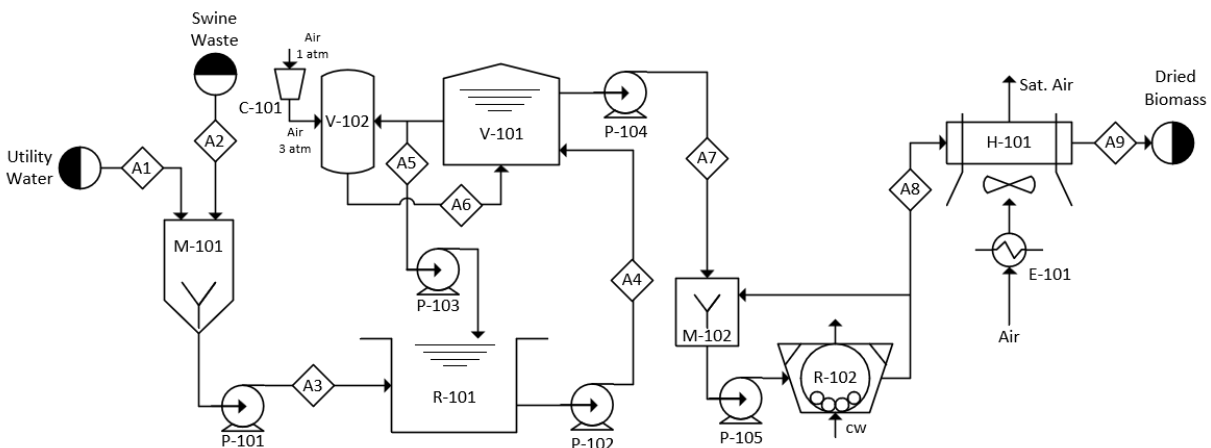 Swine
Waste
Air
1 atm
C-101
Air
3 atm
V-102
V-101
P-104
Sat. Air
Dried
Biomass
H-101
A9
Utility
Water
A1
A2
A5
A6
A7
A8
M-101
E-101
Air
P-103
A4
M-102
A3
R-101
R-102
P-101
P-102
P-105
cw